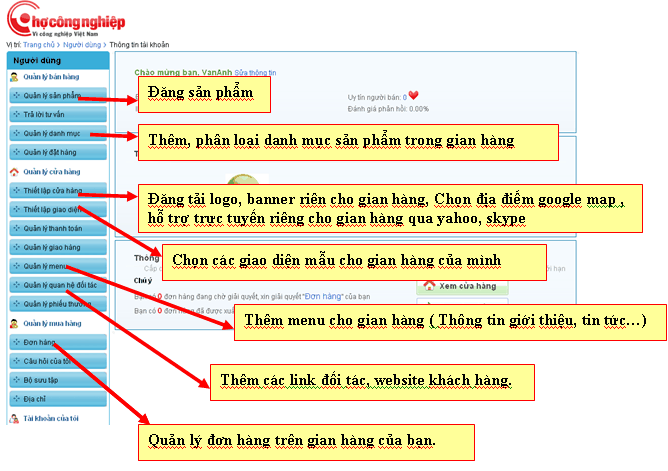 hợcôngnghiệp
Vì công nghiệp Việt Nam
Vị trí: Trang chủ > Người dùng > Thông tin tài khoản
Người dùng
Quản lý bán hàng
Quản lý sản phẩm
Trả lời tư vấn
Quản lý danh mục
Quản lý đặt hàng
Quản lý cửa hàng
Thiết lập cửa hàng
Thiết lập giao diện
Quản lý thanh toán
Quản lý giao hàng
Quản lý menu
Quản lý quan hệ đối tác
Quản lý phiếu thưởng
Quản lý mua hàng
Đơn hàng
Câu hỏi của tôi
Bộ sưu tập
Địa chỉ
Tài khoản của tôi
Chào mừng bạn, VanAnh Sửa thông tin
Uy tín người bán: 0
Đánh giá phản hồi: 0.00%
Đăng sản phẩm
Thêm, phân loại danh mục sản phẩm trong gian hàng
Đăng tải logo, banner riên cho gian hàng, Chọn địa điểm google map ,
hỗ trợ trực tuyến riêng cho gian hàng qua yahoo, skype
Thông
Chọn các giao diện mẫu cho gian hàng của mình
Chú ý
Bạn có 0 đơn hàng đang chờ giải quyết, xin giải quyết "Đơn hàng" của bạn
Xem cửa hàng
Bạn có 0 đơn hàng đã được xuấ
Thêm menu cho gian hàng ( Thông tin giới thiệu, tin tức…)
Thêm các link đối tác, website khách hàng.
Quản lý đơn hàng trên gian hàng của bạn.